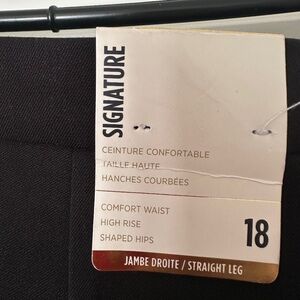 SIGNATURE
CEINTURE CONFORTABLE
TAILLE HAUTE
HANCHES COURBÉES
COMFORT WAIST
HIGH RISE
SHAPED HIPS
18
JAMBE DROITE / STRAIGHT LEG